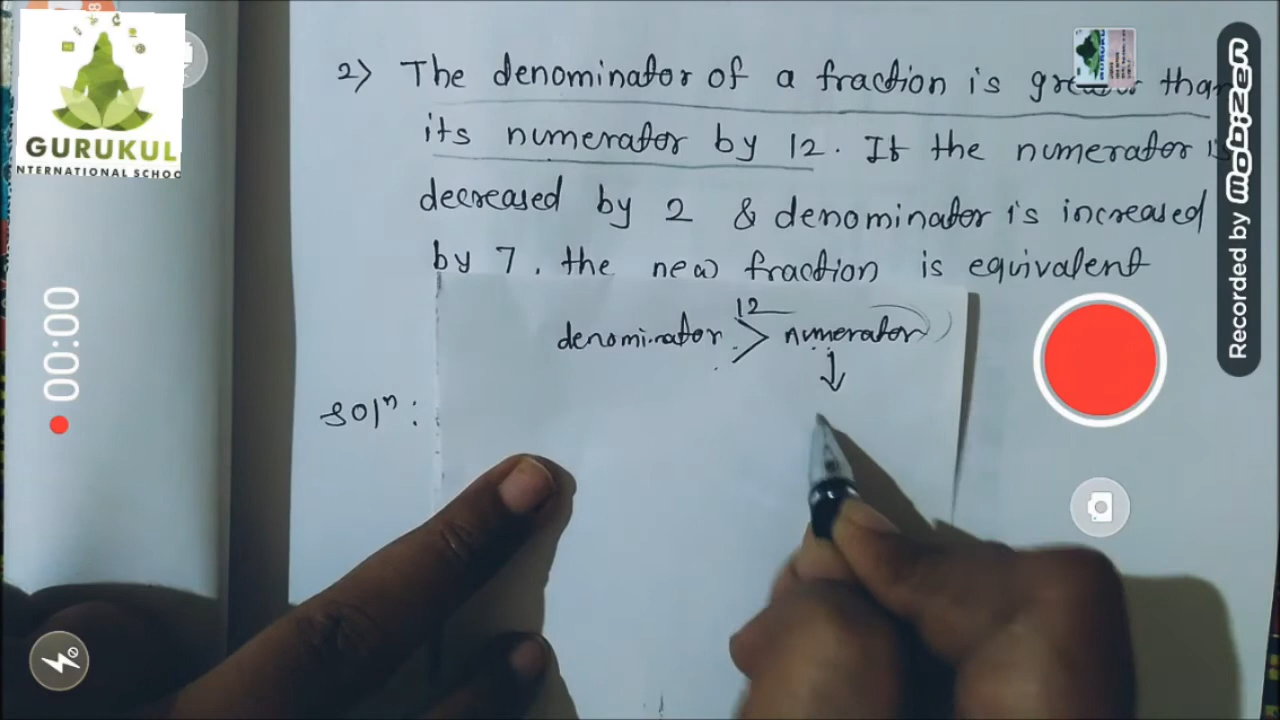 GURUKUL
NTERNATIONAL SCHOO
2) The denominator of a fraction is greater than
its numerator by 12. If the numerator is
decreased by 2 & denominator is increased
by 7, the new fraction is equivalent
12
denominator > numerator
Soln:
00:00
Recorded by mobizen